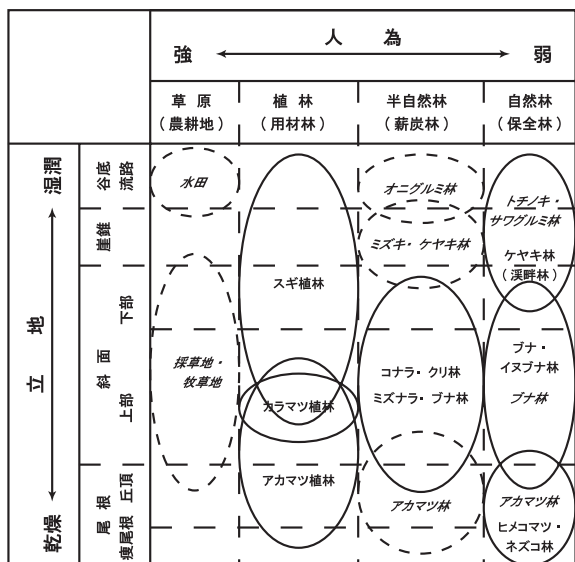 人為
強
弱
草原
植林
半自然林
自然林
（農耕地）
（用材林）
（薪炭林）
（保全林）
立地
湿潤
乾燥
谷底
流路
崖錐
斜面
下部
上部
尾根
丘頂
痩尾根
水田
オニグルミ林
トチノキ・
サワグルミ林
ミズキ・ケヤキ林
ケヤキ林
（渓畔林）
スギ植林
採草地・
牧草地
コナラ・クリ林
ミズナラ・ブナ林
ブナ・
イヌブナ林
ブナ林
カラマツ植林
アカマツ植林
アカマツ林
アカマツ林
ヒメコマツ・
ネズコ林